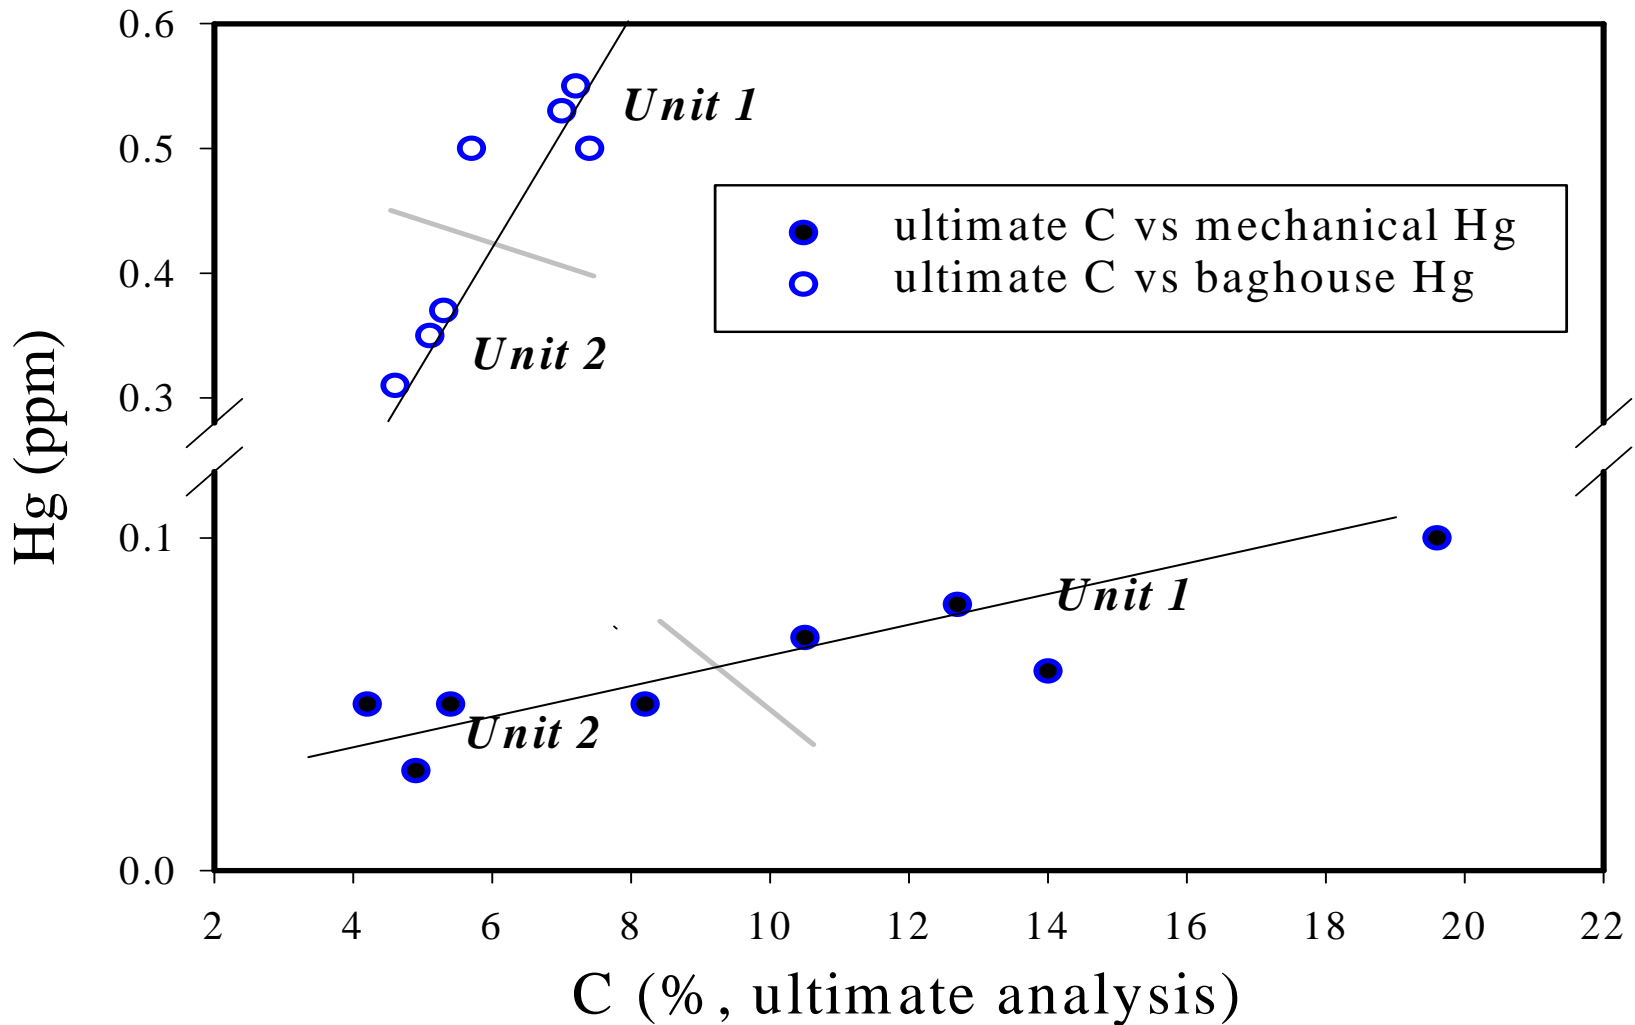 0.6
Unit 1
0.5
ultimate C vs mechanical Hg
ultimate C vs baghouse Hg
0.4
Unit 2
0.3
Hg (ppm)
0.1
Unit 1
Unit 2
0.0
2 4 6 8 10 12 14 16 18 20 22
C (%, ultimate analysis)